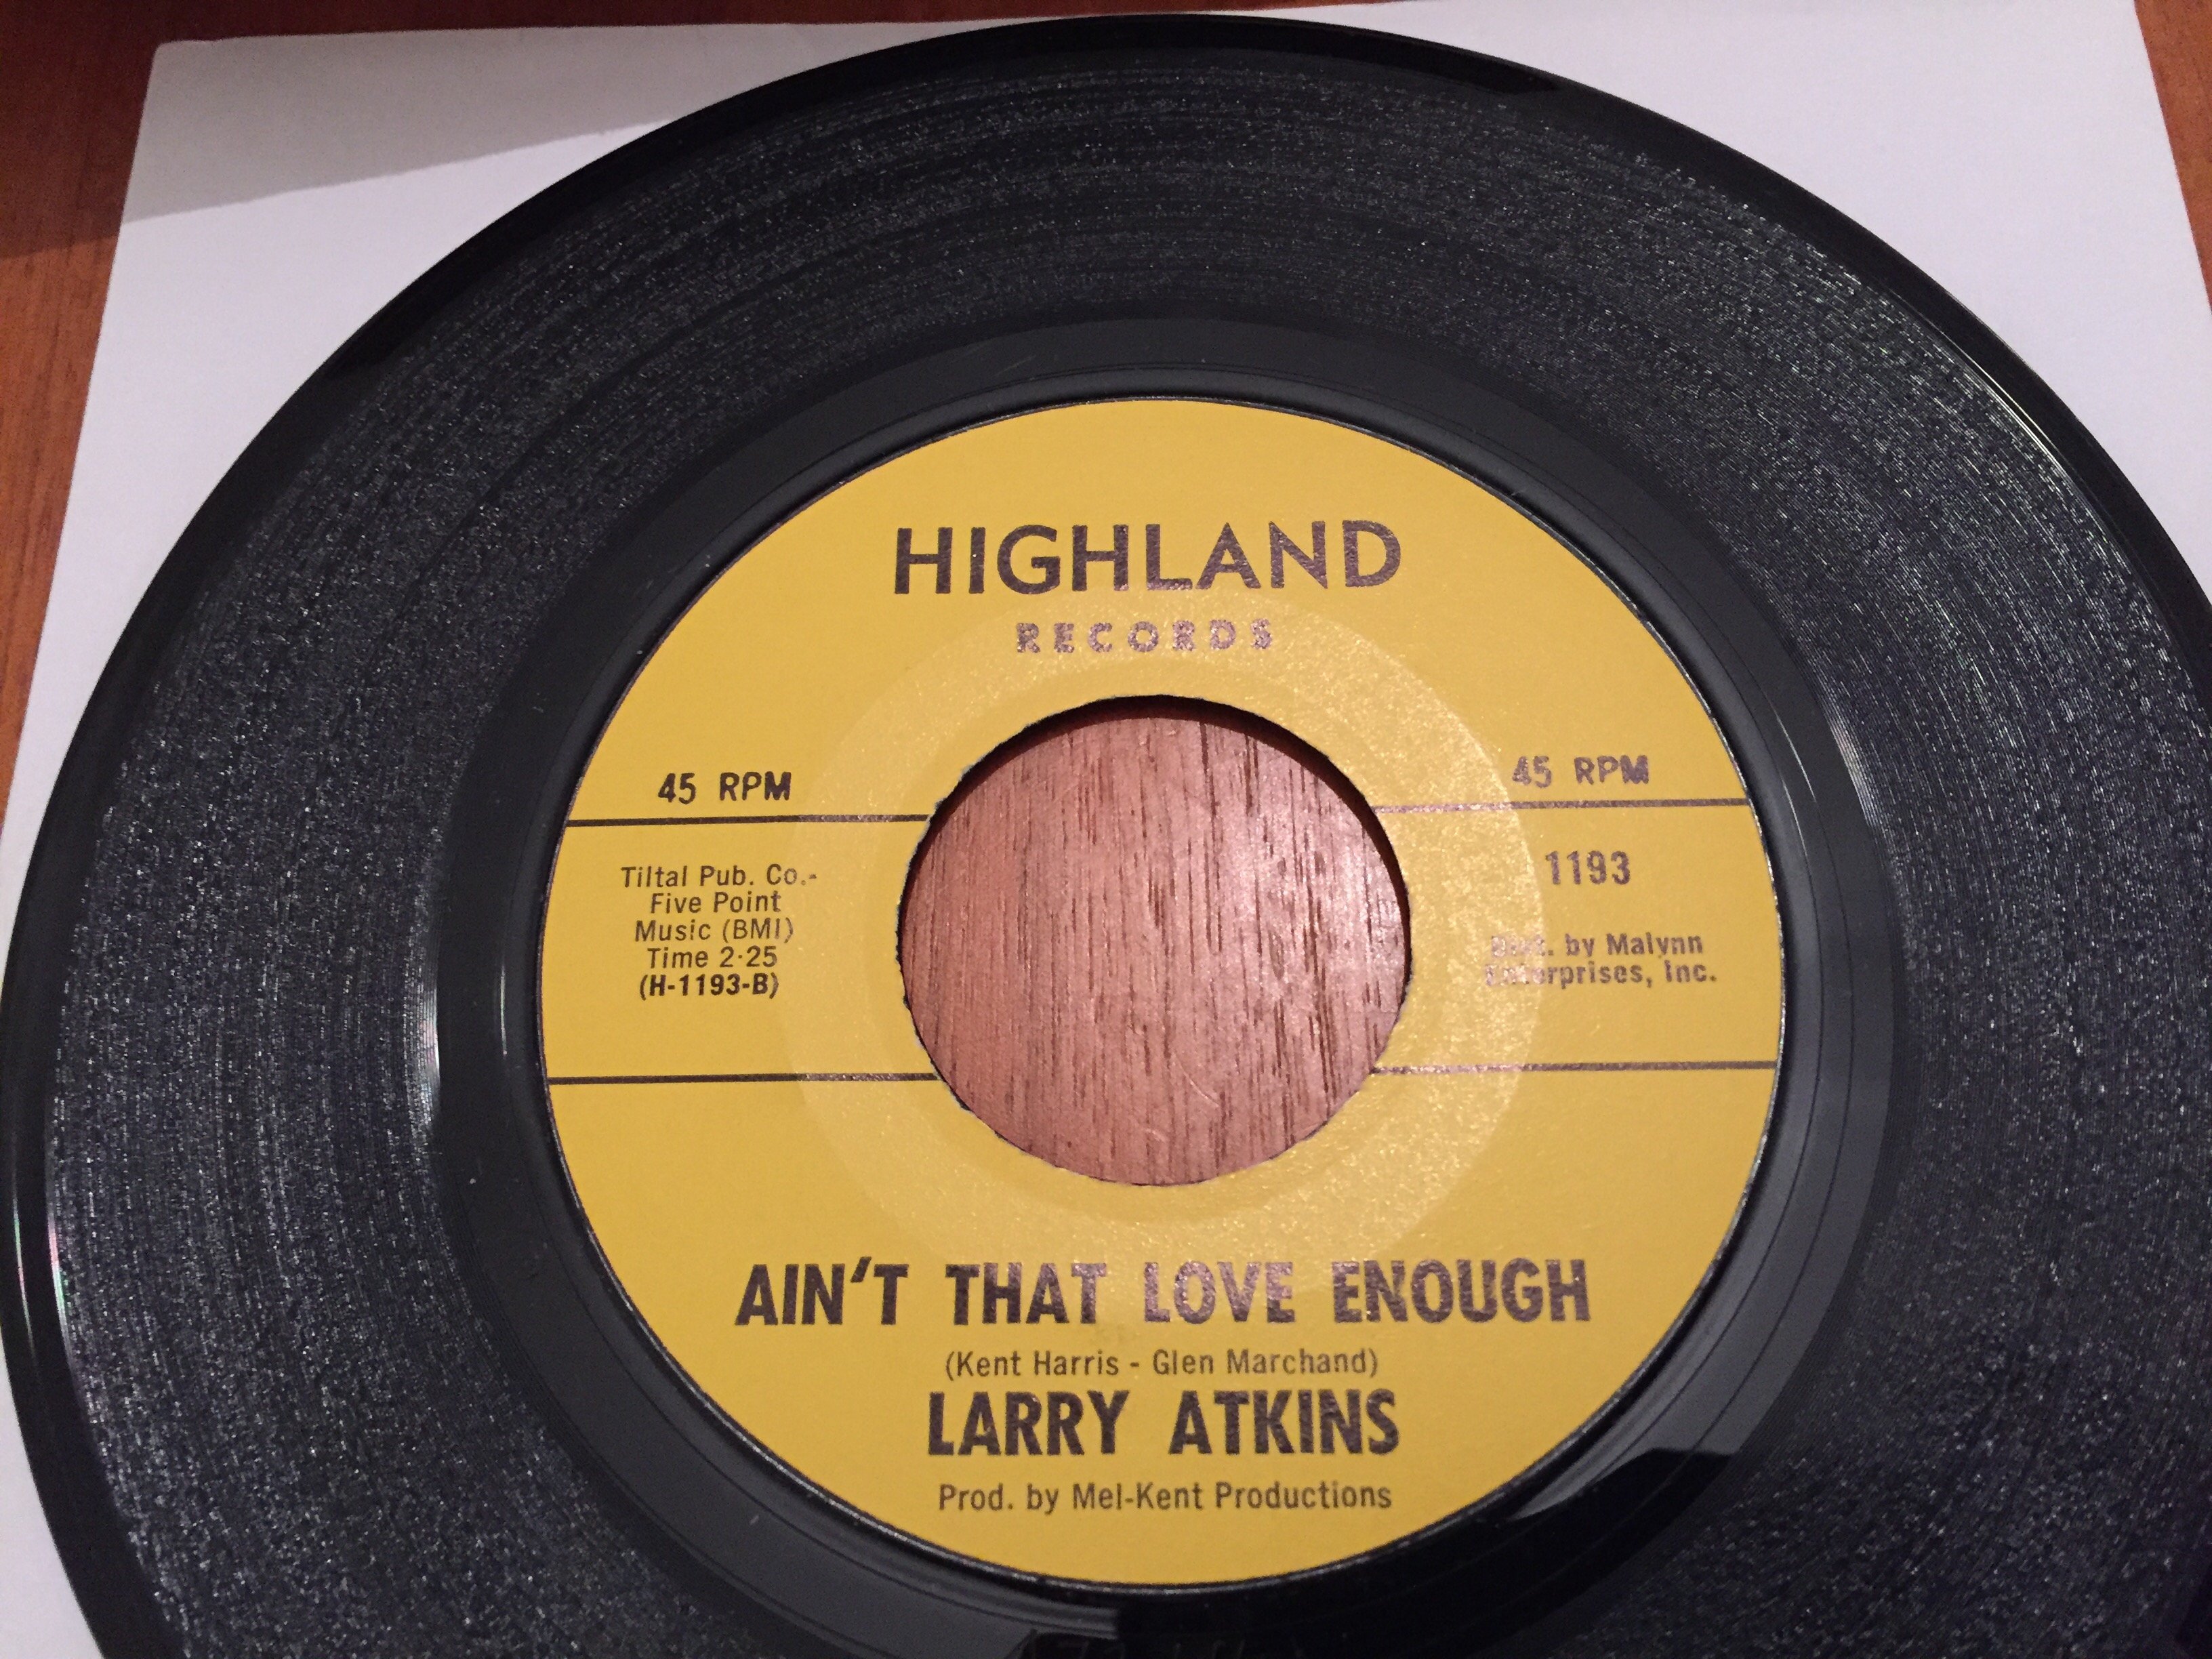 HIGHLAND
RECORDS
45 RPM
45 RPM
Tiltal Pub. Co.-
Five Point
Music (BMI)
Time 2·25
(H-1193-B)
1193
Dist. by Malynn
Enterprises, Inc.
AIN'T THAT LOVE ENOUGH
(Kent Harris - Glen Marchand)
LARRY ATKINS
Prod. by Mel-Kent Productions